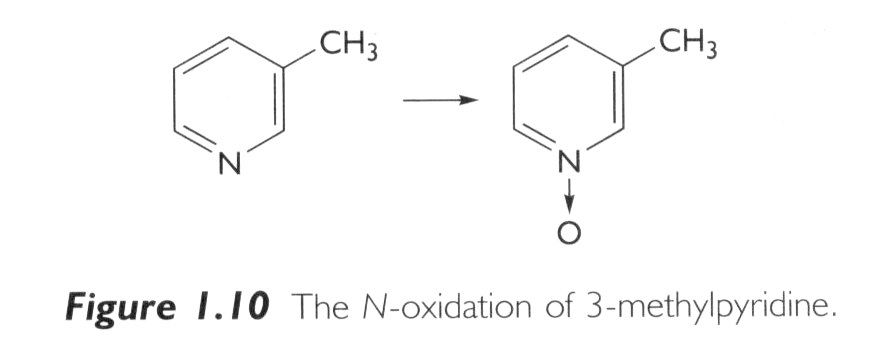 CH3
CH3
N
N
O
Figure 1.10 The N-oxidation of 3-methylpyridine.